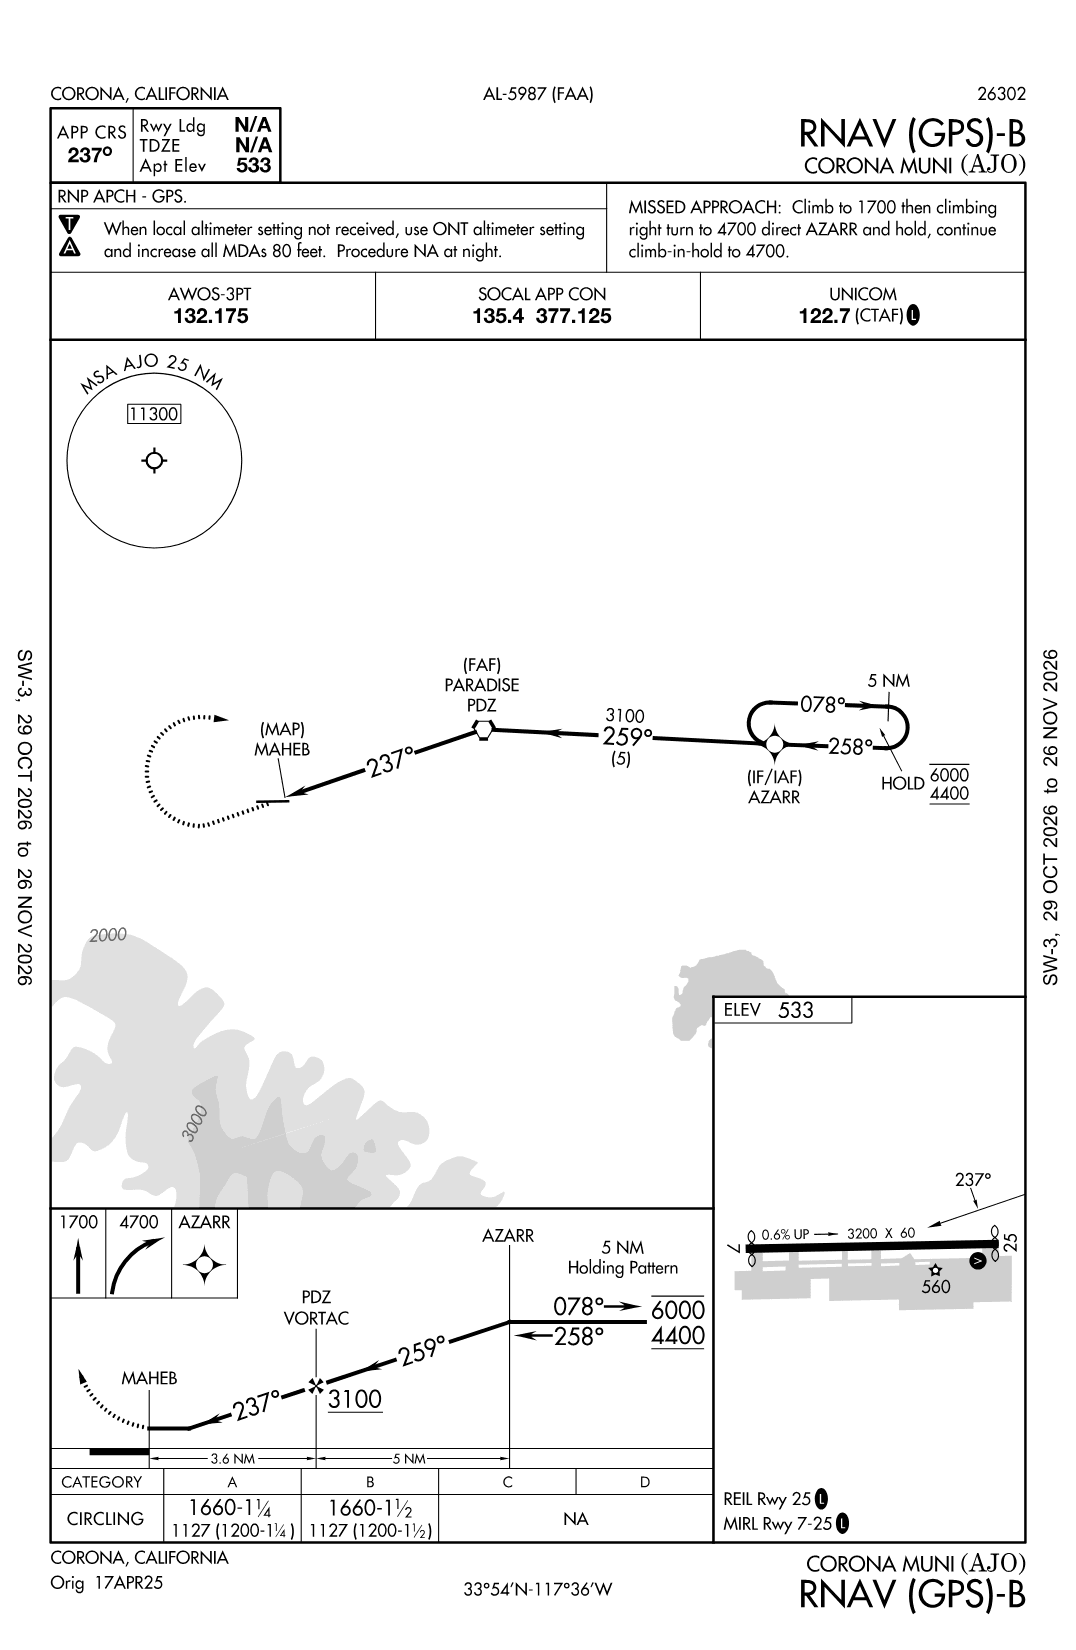 CORONA, CALIFORNIA
AL-5987 (FAA)
26302
APP CRS
237°
Rwy Ldg N/A
TDZE N/A
Apt Elev 533
RNAV (GPS)-B
CORONA MUNI (AJO)
RNP APCH - GPS.
T
A
When local altimeter setting not received, use ONT altimeter setting
and increase all MDAs 80 feet. Procedure NA at night.
MISSED APPROACH: Climb to 1700 then climbing
right turn to 4700 direct AZARR and hold, continue
climb-in-hold to 4700.
AWOS-3PT
132.175
SOCAL APP CON
135.4 377.125
UNICOM
122.7 (CTAF) L
MSA AJO 25 NM
11300
SW-3, 29 OCT 2026 to 26 NOV 2026
SW-3, 29 OCT 2026 to 26 NOV 2026
(FAF)
PARADISE
PDZ
(MAP)
MAHEB
237°
3100
259°
(5)
5 NM
078°
258°
(IF/IAF)
AZARR
HOLD 6000
4400
2000
3000
ELEV 533
237°
0.6% UP
3200 X 60
7
25
V
560
REIL Rwy 25 L
MIRL Rwy 7-25 L
1700
4700
AZARR
AZARR
5 NM
Holding Pattern
PDZ
VORTAC
078°
258°
6000
4400
259°
MAHEB
237°
3100
3.6 NM
5 NM
CATEGORY A B C D
CIRCLING
1660-1¼
1127 (1200-1¼)
1660-1½
1127 (1200-1½)
NA
CORONA, CALIFORNIA
Orig 17APR25
33°54'N-117°36'W
CORONA MUNI (AJO)
RNAV (GPS)-B